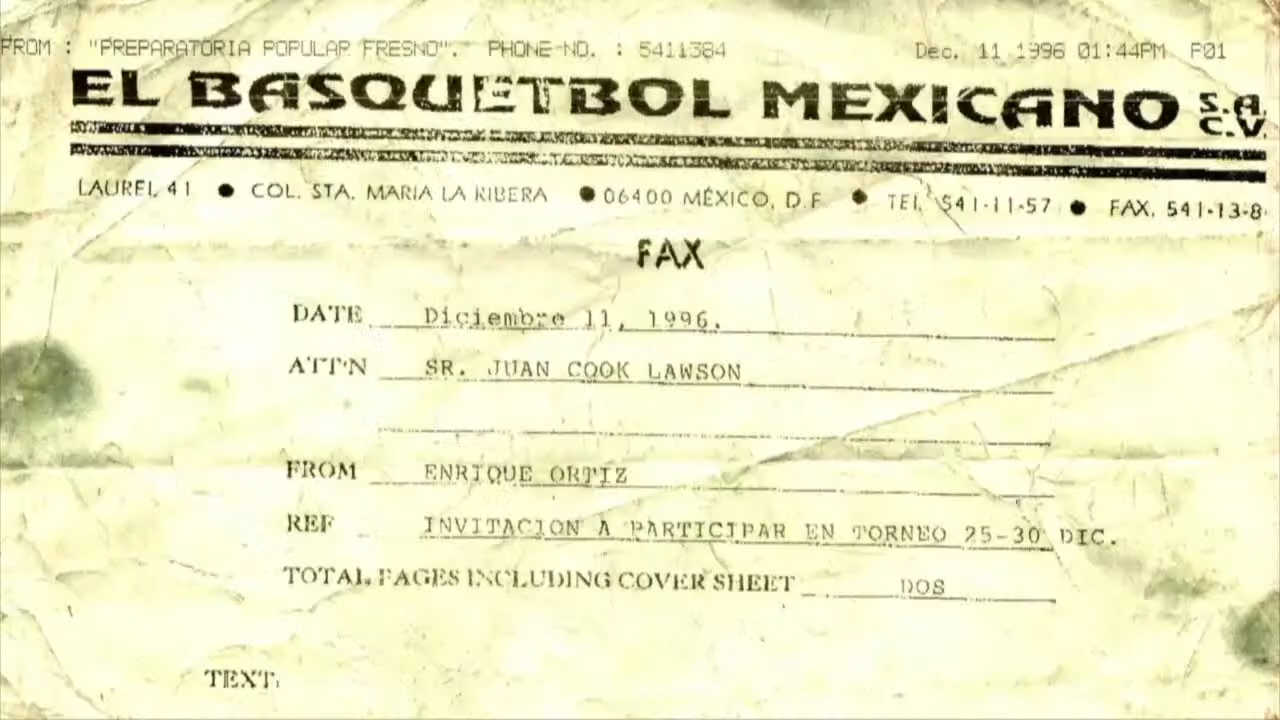 FROM : "PREPARATORIA POPULAR FRESNO". PHONE NO. : 5411384 Dec. 11 1996 01:44PM P01
EL BASQUETBOL MEXICANO S.A. C.V.
LAUREL 41 ● COL. STA. MARIA LA RIBERA ● 06400 MÉXICO, D.F. ● TEL. 541-11-57 ● FAX. 541-13-8
FAX
DATE Diciembre 11, 1996.
ATT'N SR. JUAN COOK LAWSON
FROM ENRIQUE ORTIZ
REF INVITACION A PARTICIPAR EN TORNEO 25-30 DIC.
TOTAL PAGES INCLUDING COVER SHEET DOS
TEXT: